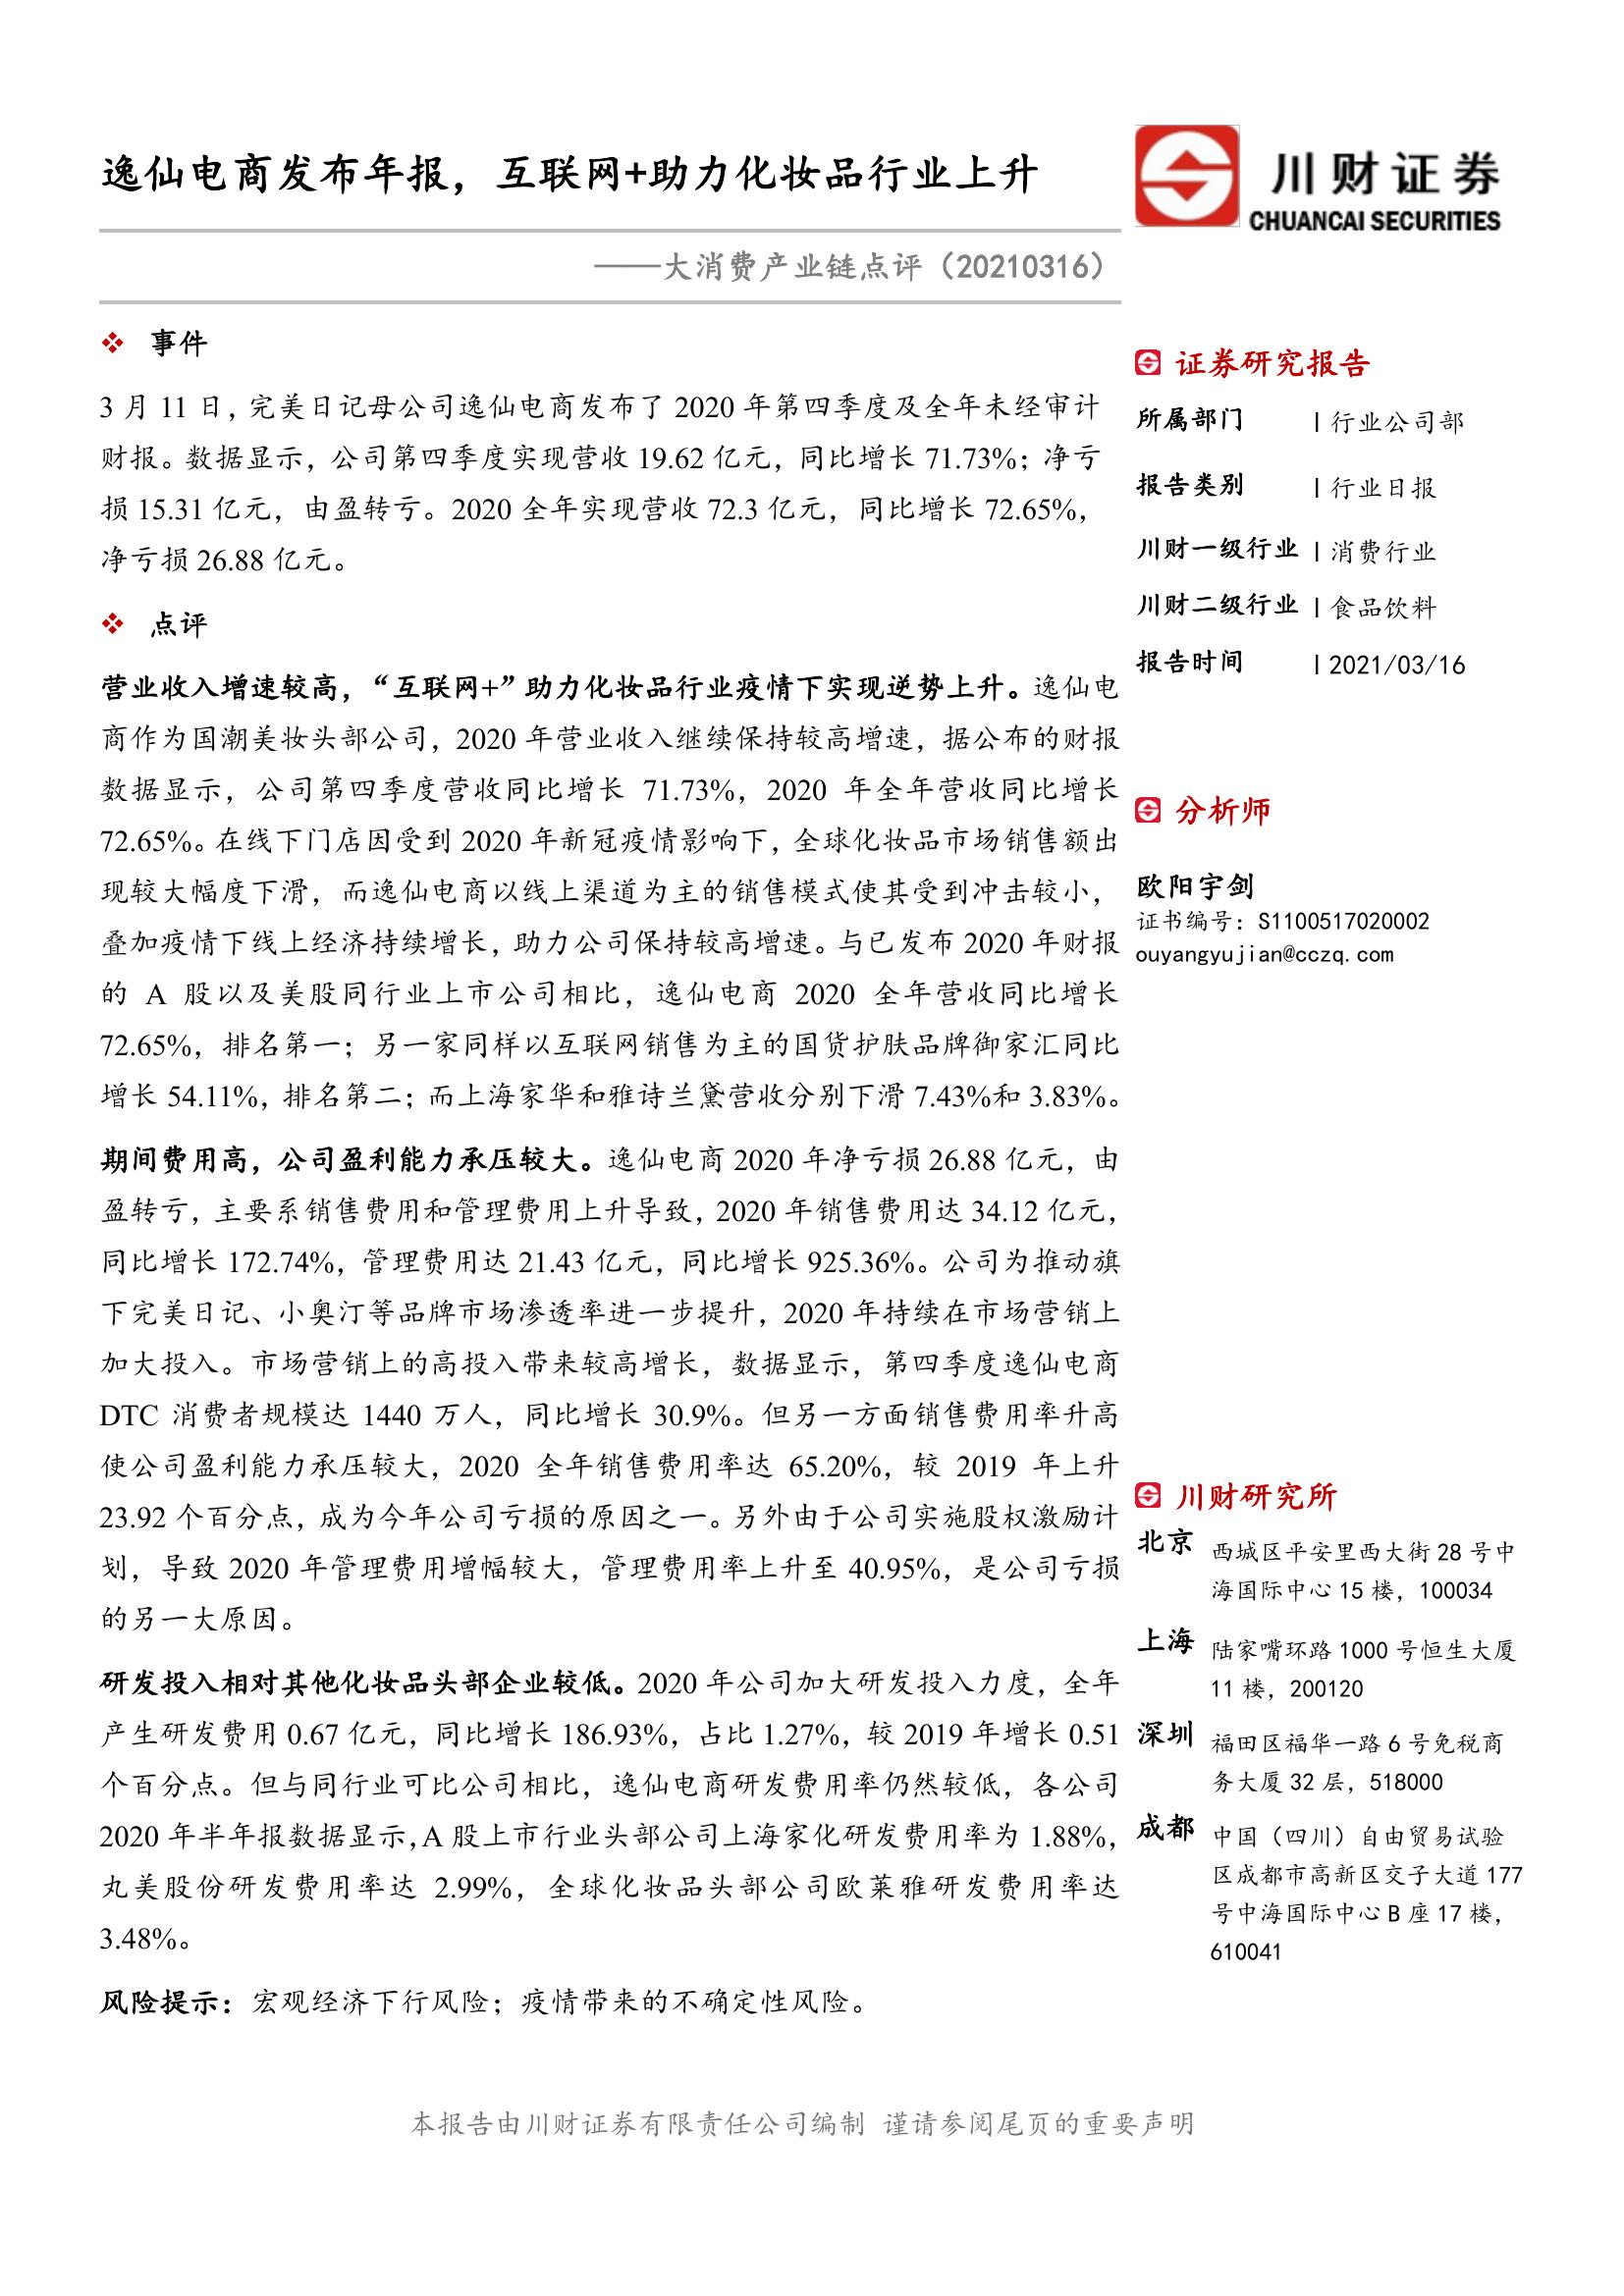 逸仙电商发布年报，互联网+助力化妆品行业上升
川财证券
CHUANCAI SECURITIES
——大消费产业链点评（20210316）
❖ 事件
3 月 11 日，完美日记母公司逸仙电商发布了 2020 年第四季度及全年未经审计
财报。数据显示，公司第四季度实现营收 19.62 亿元，同比增长 71.73%；净亏
损 15.31 亿元，由盈转亏。2020 全年实现营收 72.3 亿元，同比增长 72.65%，
净亏损 26.88 亿元。
❖ 点评
营业收入增速较高，“互联网+”助力化妆品行业疫情下实现逆势上升。逸仙电
商作为国潮美妆头部公司，2020 年营业收入继续保持较高增速，据公布的财报
数据显示，公司第四季度营收同比增长 71.73%，2020 年全年营收同比增长
72.65%。在线下门店因受到 2020 年新冠疫情影响下，全球化妆品市场销售额出
现较大幅度下滑，而逸仙电商以线上渠道为主的销售模式使其受到冲击较小，
叠加疫情下线上经济持续增长，助力公司保持较高增速。与已发布 2020 年财报
的 A 股以及美股同行业上市公司相比，逸仙电商 2020 全年营收同比增长
72.65%，排名第一；另一家同样以互联网销售为主的国货护肤品牌御家汇同比
增长 54.11%，排名第二；而上海家华和雅诗兰黛营收分别下滑 7.43%和 3.83%。
期间费用高，公司盈利能力承压较大。逸仙电商 2020 年净亏损 26.88 亿元，由
盈转亏，主要系销售费用和管理费用上升导致，2020 年销售费用达 34.12 亿元，
同比增长 172.74%，管理费用达 21.43 亿元，同比增长 925.36%。公司为推动旗
下完美日记、小奥汀等品牌市场渗透率进一步提升，2020 年持续在市场营销上
加大投入。市场营销上的高投入带来较高增长，数据显示，第四季度逸仙电商
DTC 消费者规模达 1440 万人，同比增长 30.9%。但另一方面销售费用率升高
使公司盈利能力承压较大，2020 全年销售费用率达 65.20%，较 2019 年上升
23.92 个百分点，成为今年公司亏损的原因之一。另外由于公司实施股权激励计
划，导致 2020 年管理费用增幅较大，管理费用率上升至 40.95%，是公司亏损
的另一大原因。
研发投入相对其他化妆品头部企业较低。2020 年公司加大研发投入力度，全年
产生研发费用 0.67 亿元，同比增长 186.93%，占比 1.27%，较 2019 年增长 0.51
个百分点。但与同行业可比公司相比，逸仙电商研发费用率仍然较低，各公司
2020 年半年报数据显示，A 股上市行业头部公司上海家化研发费用率为 1.88%，
丸美股份研发费用率达 2.99%，全球化妆品头部公司欧莱雅研发费用率达
3.48%。
风险提示：宏观经济下行风险；疫情带来的不确定性风险。
证券研究报告
所属部门 | 行业公司部
报告类别 | 行业日报
川财一级行业 | 消费行业
川财二级行业 | 食品饮料
报告时间 | 2021/03/16
分析师
欧阳宇剑
证书编号：S1100517020002
ouyangyujian@cczq.com
川财研究所
北京 西城区平安里西大街 28 号中
海国际中心 15 楼，100034
上海 陆家嘴环路 1000 号恒生大厦
11 楼，200120
深圳 福田区福华一路 6 号免税商
务大厦 32 层，518000
成都 中国（四川）自由贸易试验
区成都市高新区交子大道 177
号中海国际中心 B 座 17 楼，
610041
本报告由川财证券有限责任公司编制 谨请参阅尾页的重要声明